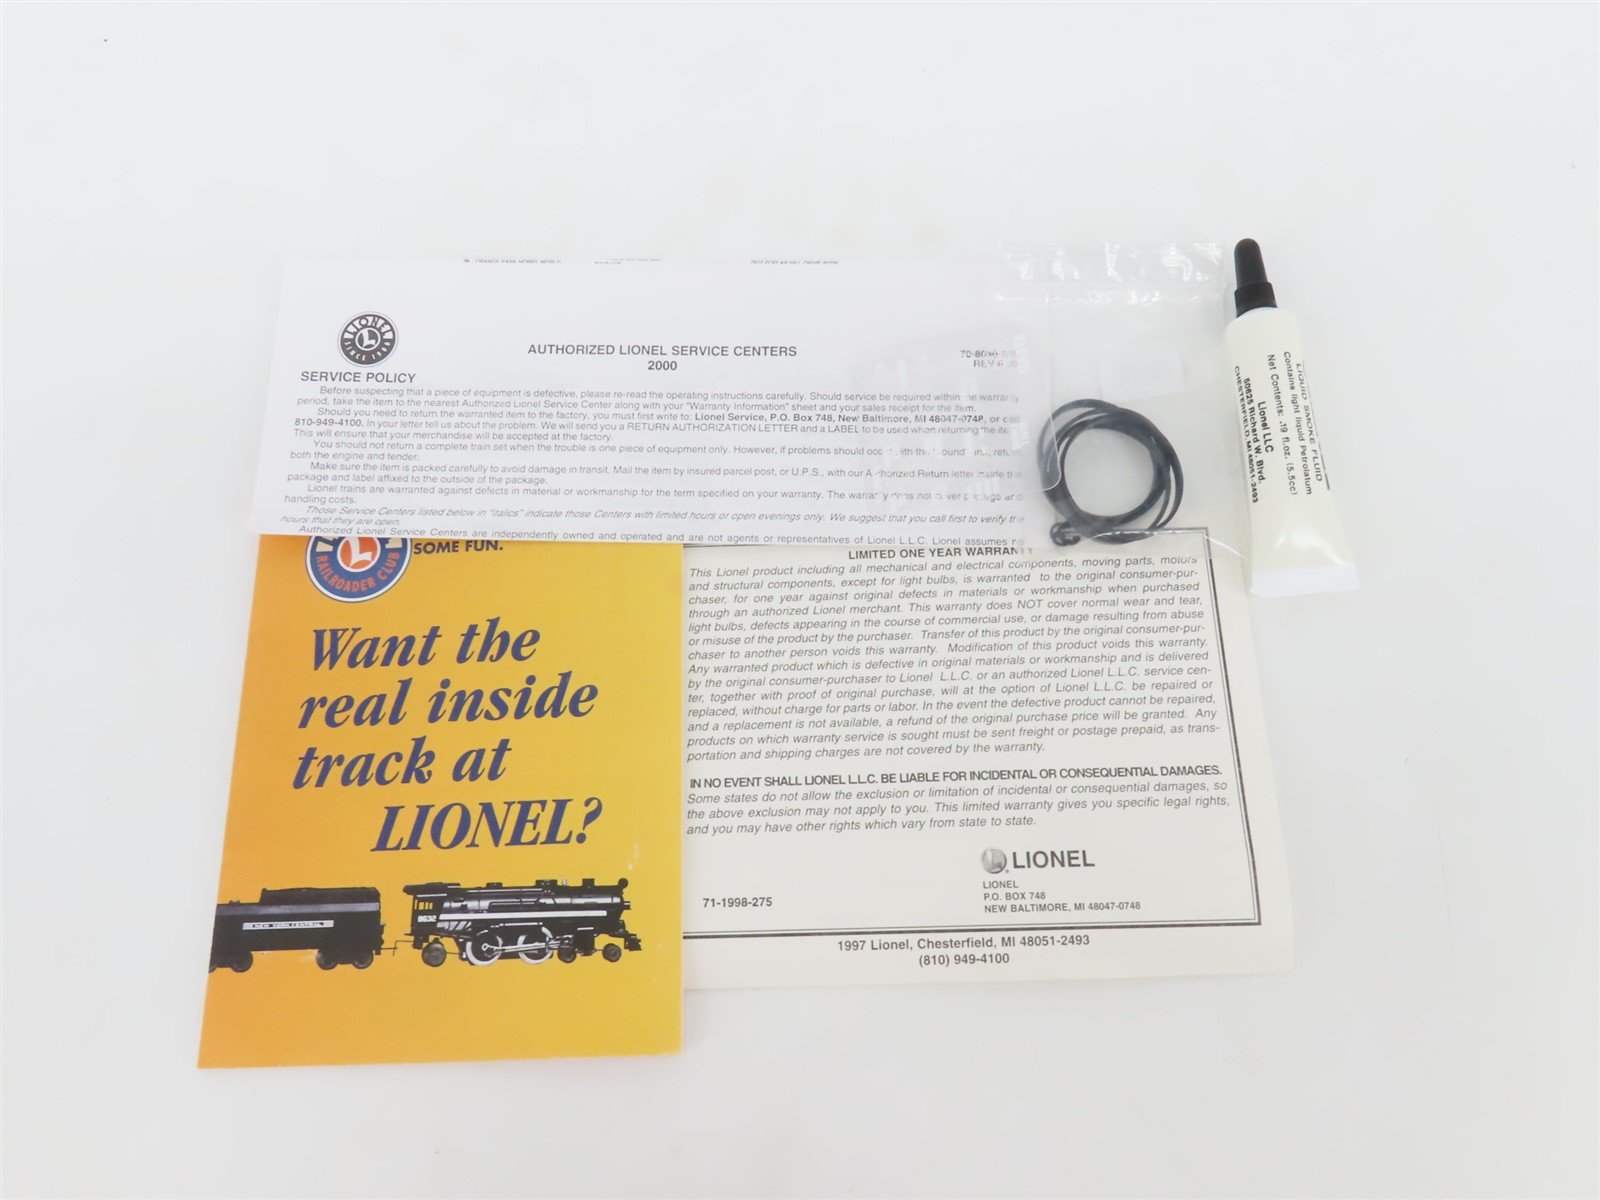 LIONEL
L
SINCE 1900
AUTHORIZED LIONEL SERVICE CENTERS
2000
SERVICE POLICY
Before suspecting that a piece of equipment is defective, please re-read the operating instructions carefully. Should service be required within the warranty
period, take the item to the nearest Authorized Lionel Service Center along with your "Warranty Information" sheet and your sales receipt for the item.
Should you need to return the warranted item to the factory, you must first write to: Lionel Service, P.O. Box 748, New Baltimore, MI 48047-0748, or call
810-949-4100. In your letter tell us about the problem. We will send you a RETURN AUTHORIZATION LETTER and a LABEL to be used when returning the
This will ensure that your merchandise will be accepted at the factory.
You should not return a complete train set when the trouble is one piece of equipment only. However, if problems should occur with the
both the engine and tender.
Make sure the item is packed carefully to avoid damage in transit. Mail the item by insured parcel post, or U.P.S., with our Authorized Return letter inside the
package and label affixed to the outside of the package.
Lionel trains are warranted against defects in material or workmanship for the term specified on your warranty. The warranty does not cover package and
handling costs.
Those Service Centers listed below in "italics" indicate those Centers with limited hours or open evenings only. We suggest that you call first to verify the
hours that they are open.
Authorized Lionel Service Centers are independently owned and operated and are not agents or representatives of Lionel L.L.C. Lionel assumes no
LIQUID SMOKE FLUID
Contains light liquid Petrolatum
Net Contents: .19 fl.oz. (5.5cc)
Lionel LLC
50625 Richard W. Blvd.
CHESTERFIELD, MI 48051-2493
L
RAILROADER CLUB
SOME FUN.
Want the
real inside
track at
LIONEL?
NEW YORK CENTRAL
8632
LIMITED ONE YEAR WARRANTY
This Lionel product including all mechanical and electrical components, moving parts, motors
and structural components, except for light bulbs, is warranted to the original consumer-pur-
chaser, for one year against original defects in materials or workmanship when purchased
through an authorized Lionel merchant. This warranty does NOT cover normal wear and tear,
light bulbs, defects appearing in the course of commercial use, or damage resulting from abuse
or misuse of the product by the purchaser. Transfer of this product by the original consumer-pur-
chaser to another person voids this warranty. Modification of this product voids this warranty.
Any warranted product which is defective in original materials or workmanship and is delivered
by the original consumer-purchaser to Lionel L.L.C. or an authorized Lionel L.L.C. service cen-
ter, together with proof of original purchase, will at the option of Lionel L.L.C. be repaired or
replaced, without charge for parts or labor. In the event the defective product cannot be repaired,
and a replacement is not available, a refund of the original purchase price will be granted. Any
products on which warranty service is sought must be sent freight or postage prepaid, as trans-
portation and shipping charges are not covered by the warranty.
IN NO EVENT SHALL LIONEL L.L.C. BE LIABLE FOR INCIDENTAL OR CONSEQUENTIAL DAMAGES.
Some states do not allow the exclusion or limitation of incidental or consequential damages, so
the above exclusion may not apply to you. This limited warranty gives you specific legal rights,
and you may have other rights which vary from state to state.
LIONEL
LIONEL
P.O. BOX 748
NEW BALTIMORE, MI 48047-0748
71-1998-275
1997 Lionel, Chesterfield, MI 48051-2493
(810) 949-4100